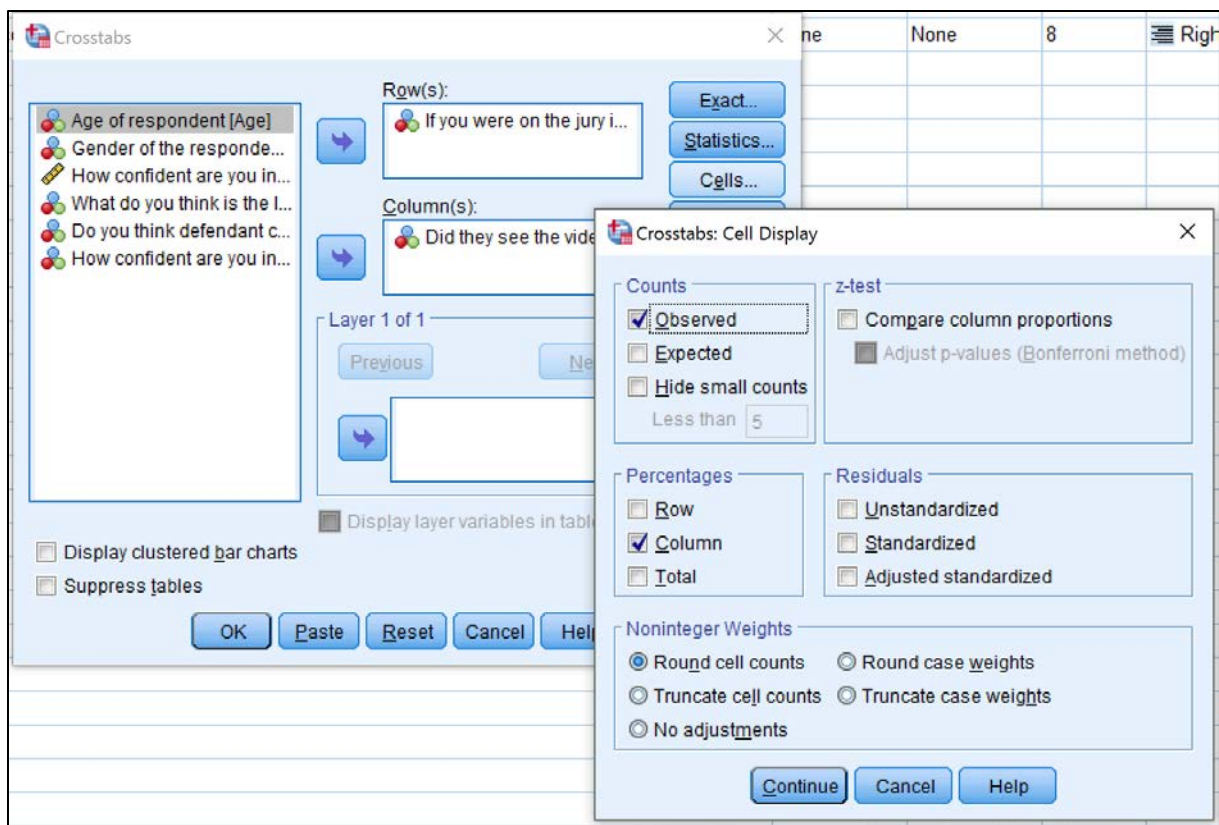 Crosstabs
ne None 8 Righ
Row(s):
Age of respondent [Age]
Gender of the responde...
How confident are you in...
What do you think is the l...
Do you think defendant c...
How confident are you in...
If you were on the jury i...
Exact...
Statistics...
Cells...
Column(s):
Did they see the vide
Layer 1 of 1
Previous
Ne
Display layer variables in tabl
Display clustered bar charts
Suppress tables
OK Paste Reset Cancel Help
Crosstabs: Cell Display
Counts
Observed
Expected
Hide small counts
Less than 5
z-test
Compare column proportions
Adjust p-values (Bonferroni method)
Percentages
Row
Column
Total
Residuals
Unstandardized
Standardized
Adjusted standardized
Noninteger Weights
Round cell counts Round case weights
Truncate cell counts Truncate case weights
No adjustments
Continue Cancel Help